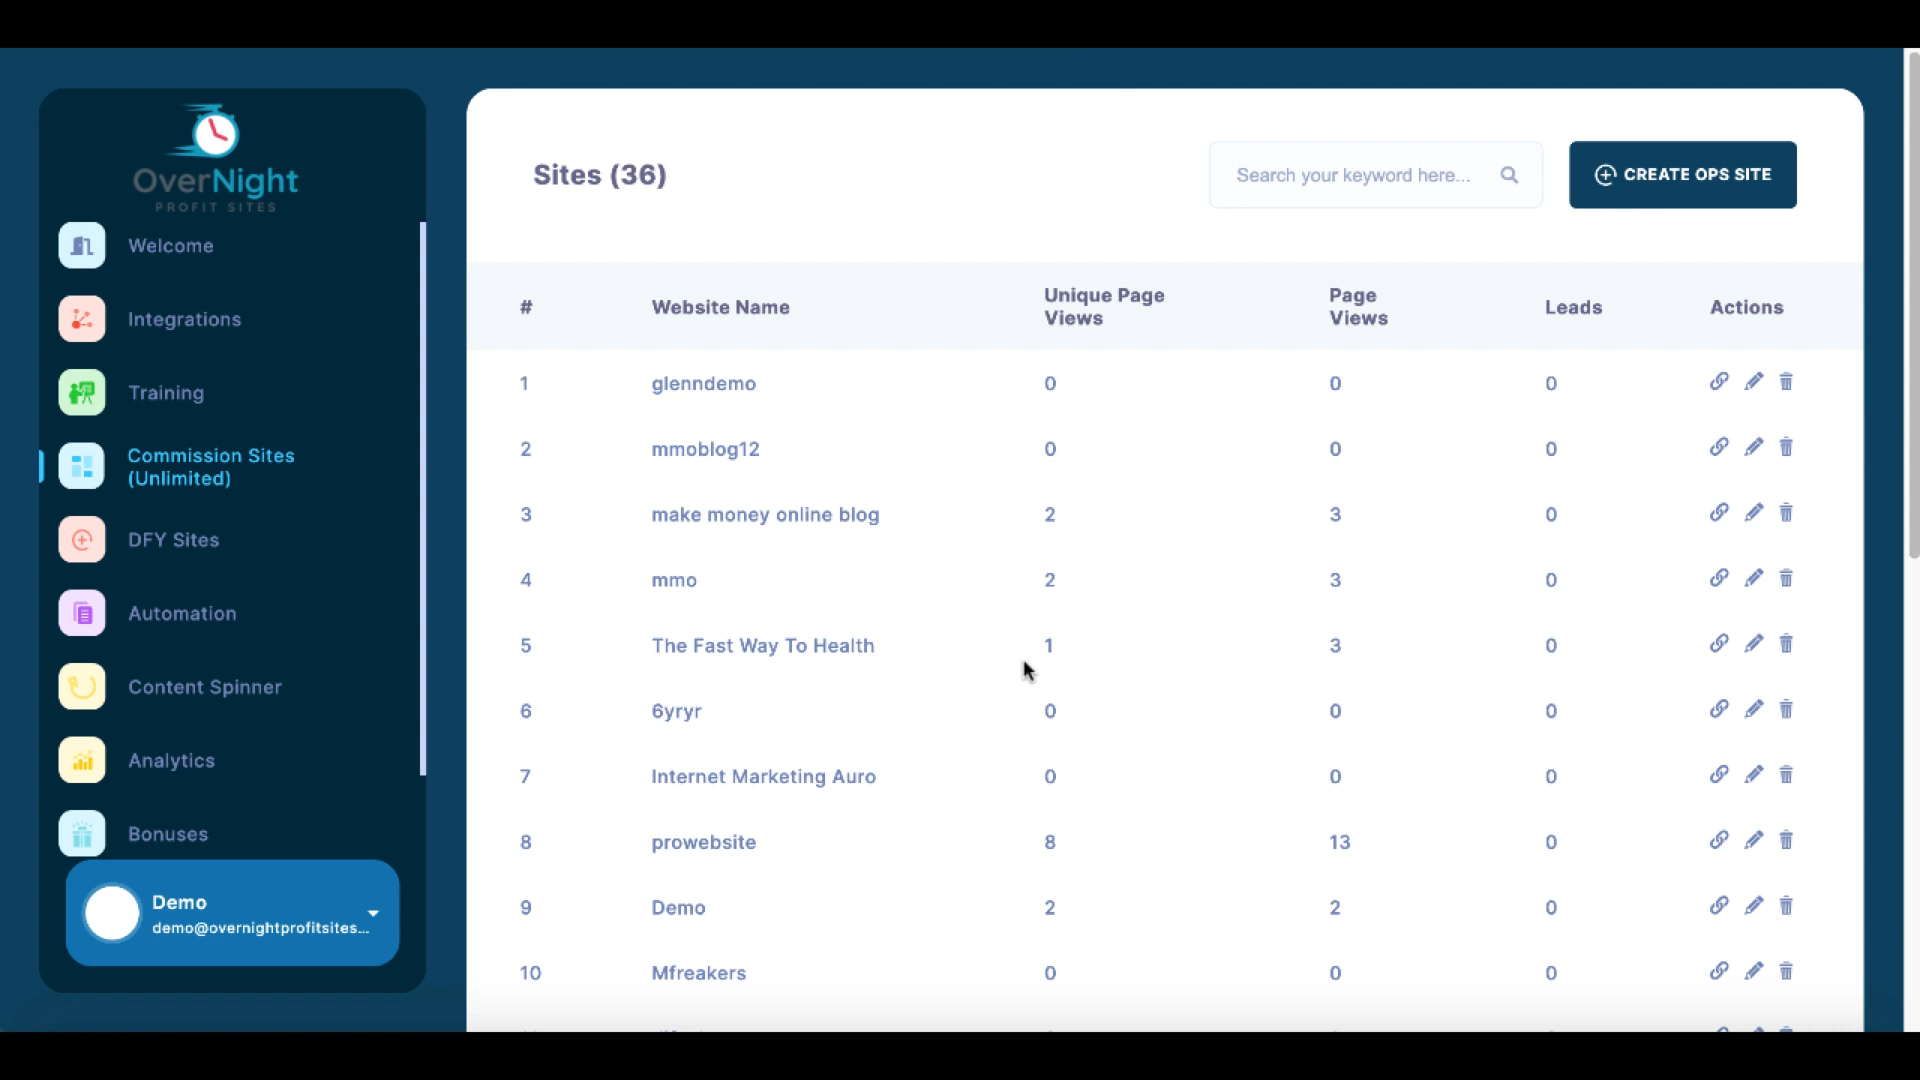 OverNight
PROFIT SITES
Welcome
Integrations
Training
Commission Sites
(Unlimited)
DFY Sites
Automation
Content Spinner
Analytics
Bonuses
Demo
demo@overnightprofitsites...
Sites (36)
Search your keyword here...
CREATE OPS SITE
# Website Name Unique Page Views Page Views Leads Actions
1 glenndemo 0 0 0
2 mmoblog12 0 0 0
3 make money online blog 2 3 0
4 mmo 2 3 0
5 The Fast Way To Health 1 3 0
6 6yryr 0 0 0
7 Internet Marketing Auro 0 0 0
8 prowebsite 8 13 0
9 Demo 2 2 0
10 Mfreakers 0 0 0